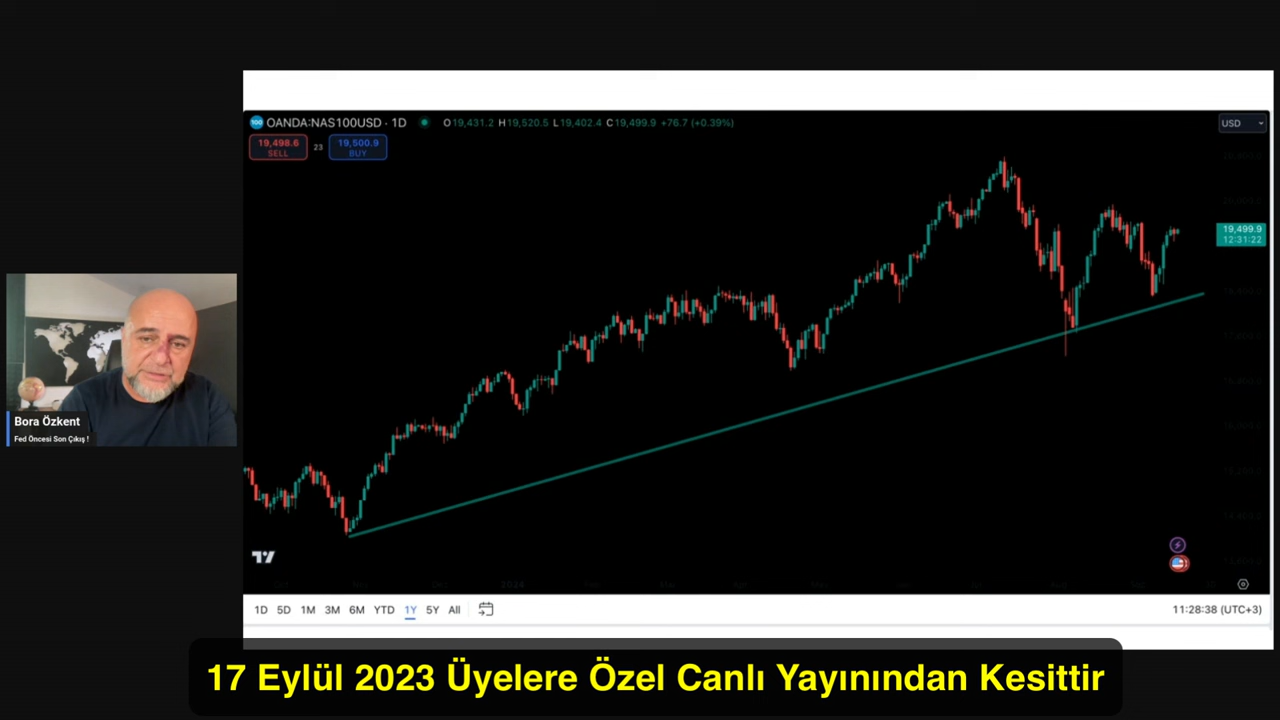 100 OANDA:NAS100USD · 1D O19,431.2 H19,520.5 L19,402.4 C19,499.9 +76.7 (+0.39%)
USD
19,498.6 SELL 23 19,500.9 BUY
19,499.9
12:31:22
Bora Özkent
Fed Öncesi Son Çıkış !
2024
1D 5D 1M 3M 6M YTD 1Y 5Y All
11:28:38 (UTC+3)
17 Eylül 2023 Üyelere Özel Canlı Yayınından Kesittir